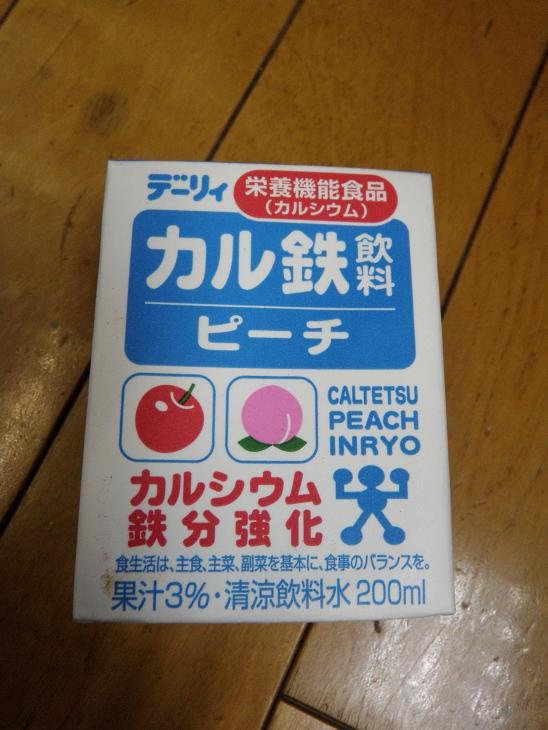 デーリィ
栄養機能食品
(カルシウム)
カル鉄飲料
ピーチ
CALTETSU
PEACH
INRYO
カルシウム
鉄分強化
食生活は、主食、主菜、副菜を基本に、食事のバランスを。
果汁3%・清涼飲料水 200ml